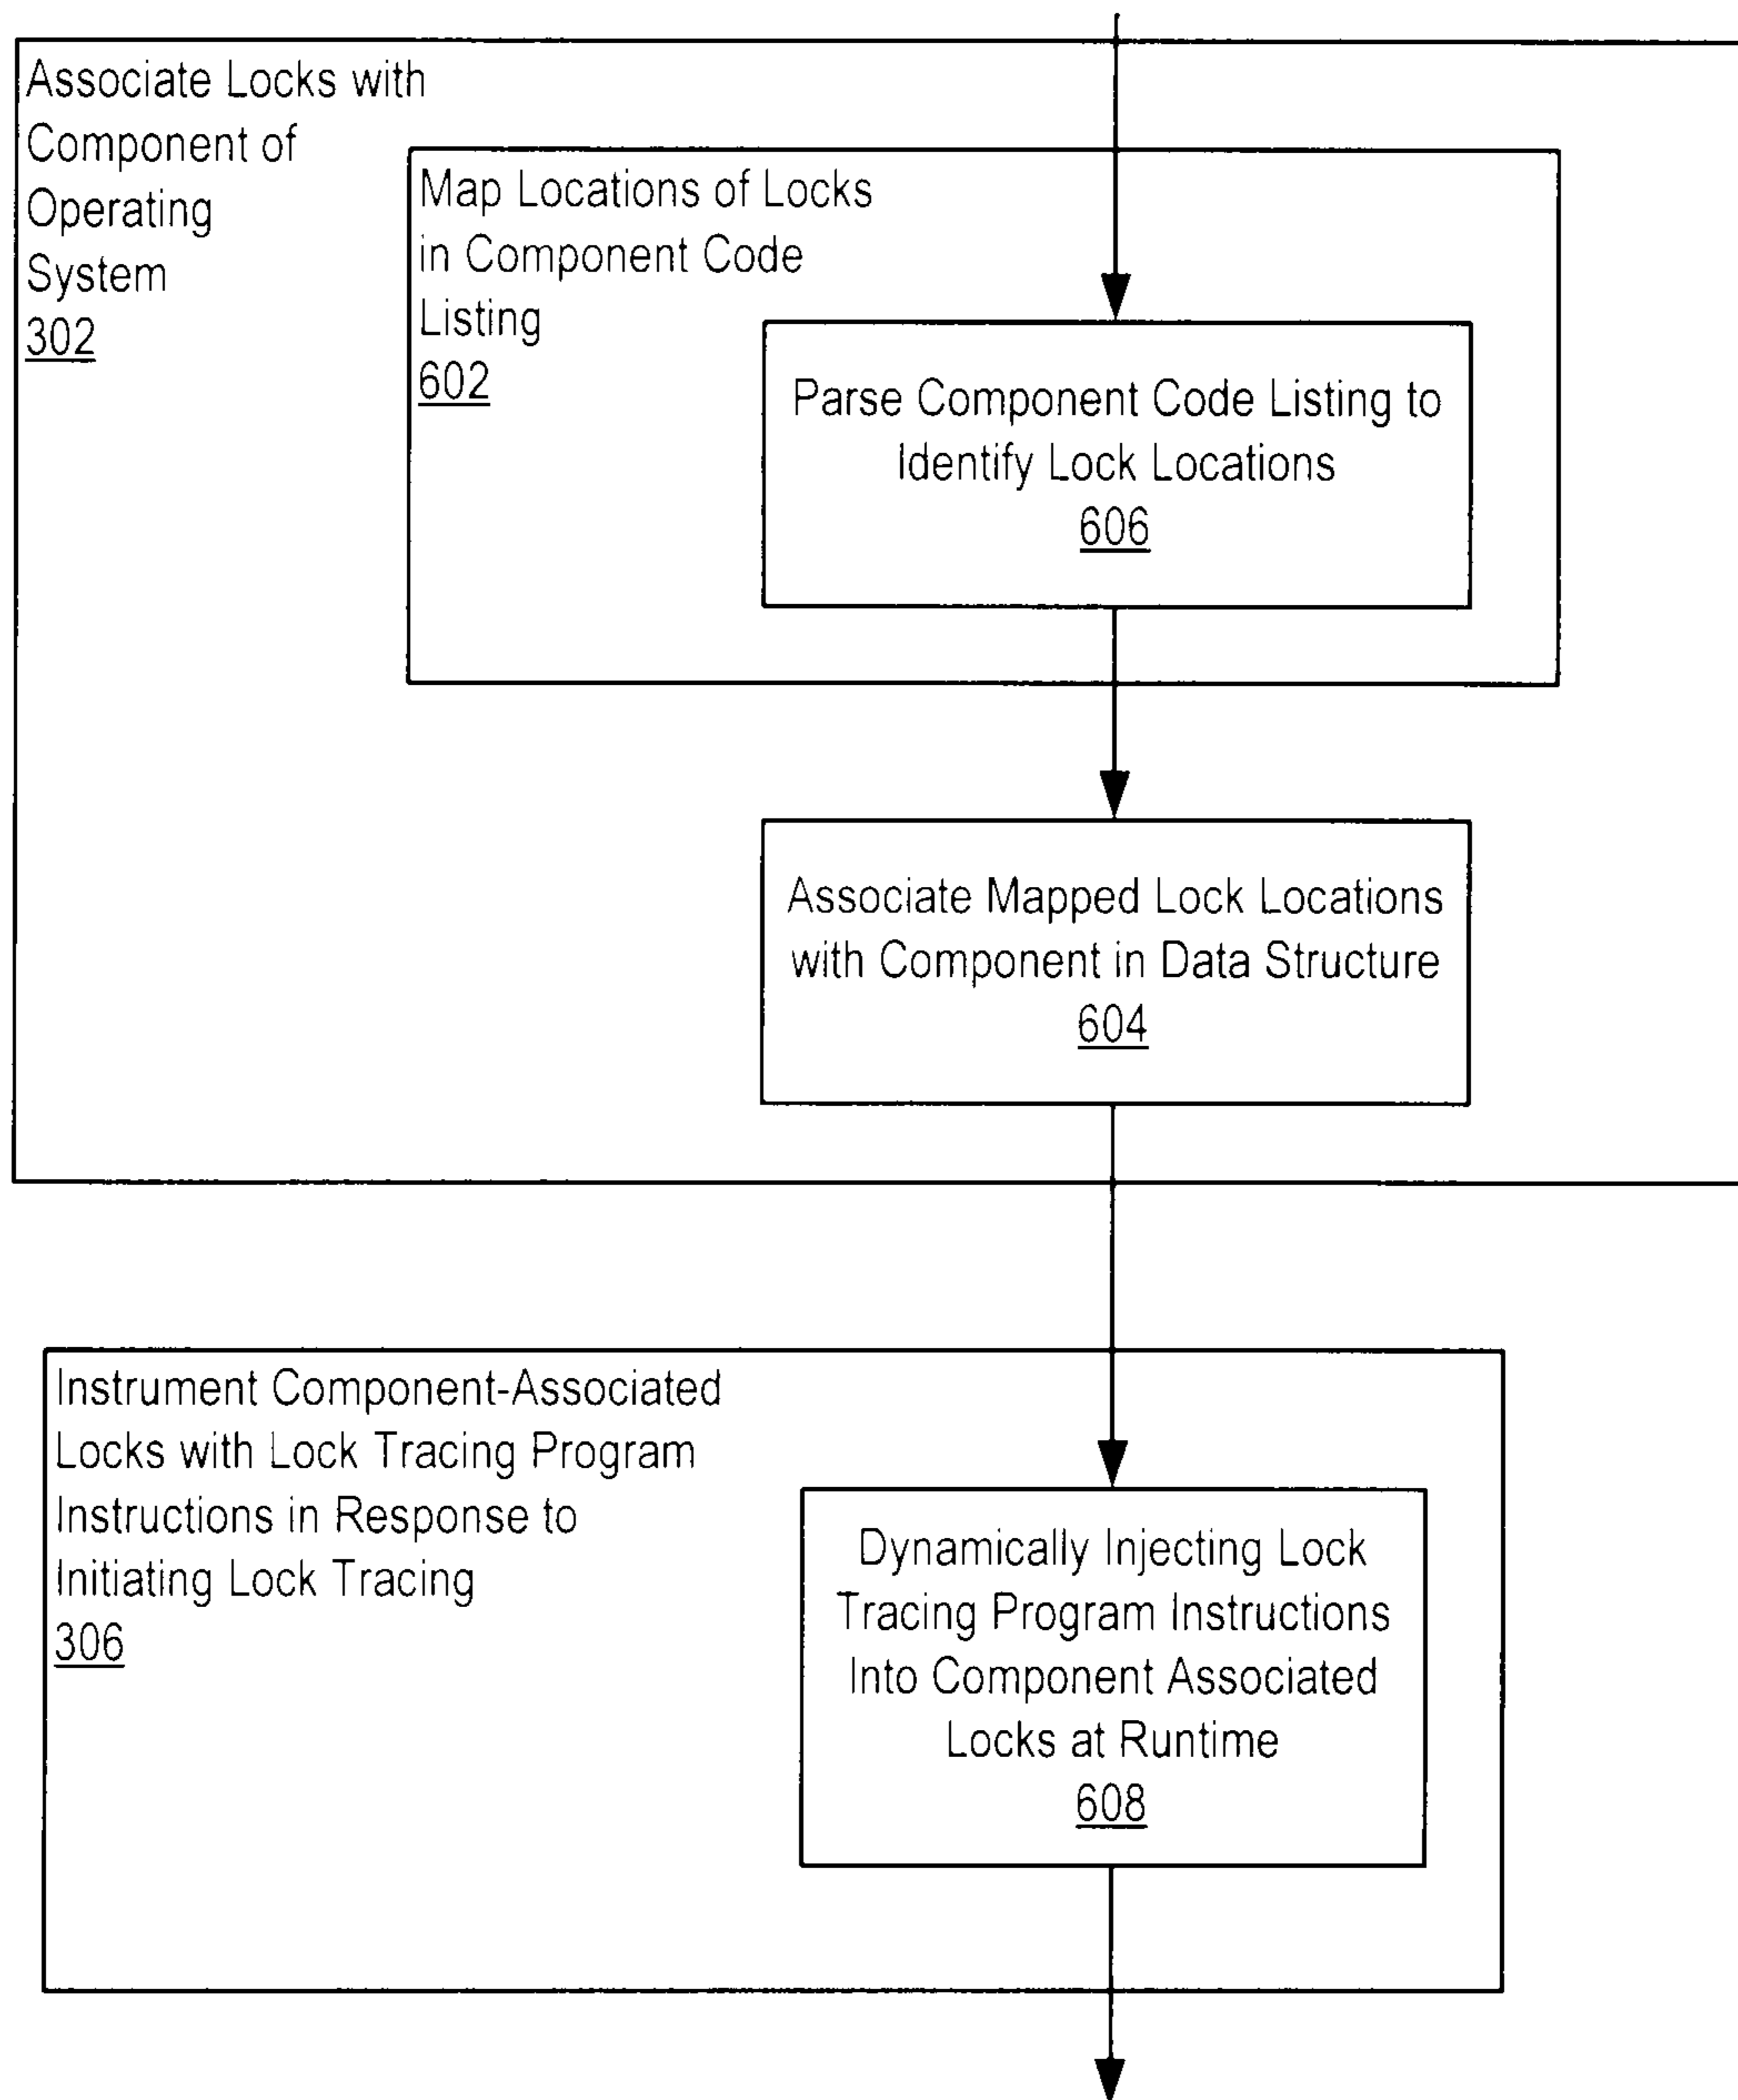 Associate Locks with
Component of
Operating
System
302
Map Locations of Locks
in Component Code
Listing
602
Parse Component Code Listing to
Identify Lock Locations
606
Associate Mapped Lock Locations
with Component in Data Structure
604
Instrument Component-Associated
Locks with Lock Tracing Program
Instructions in Response to
Initiating Lock Tracing
306
Dynamically Injecting Lock
Tracing Program Instructions
Into Component Associated
Locks at Runtime
608